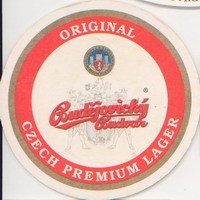 ORIGINAL
Budějovický
Budvar
®
CZECH PREMIUM LAGER